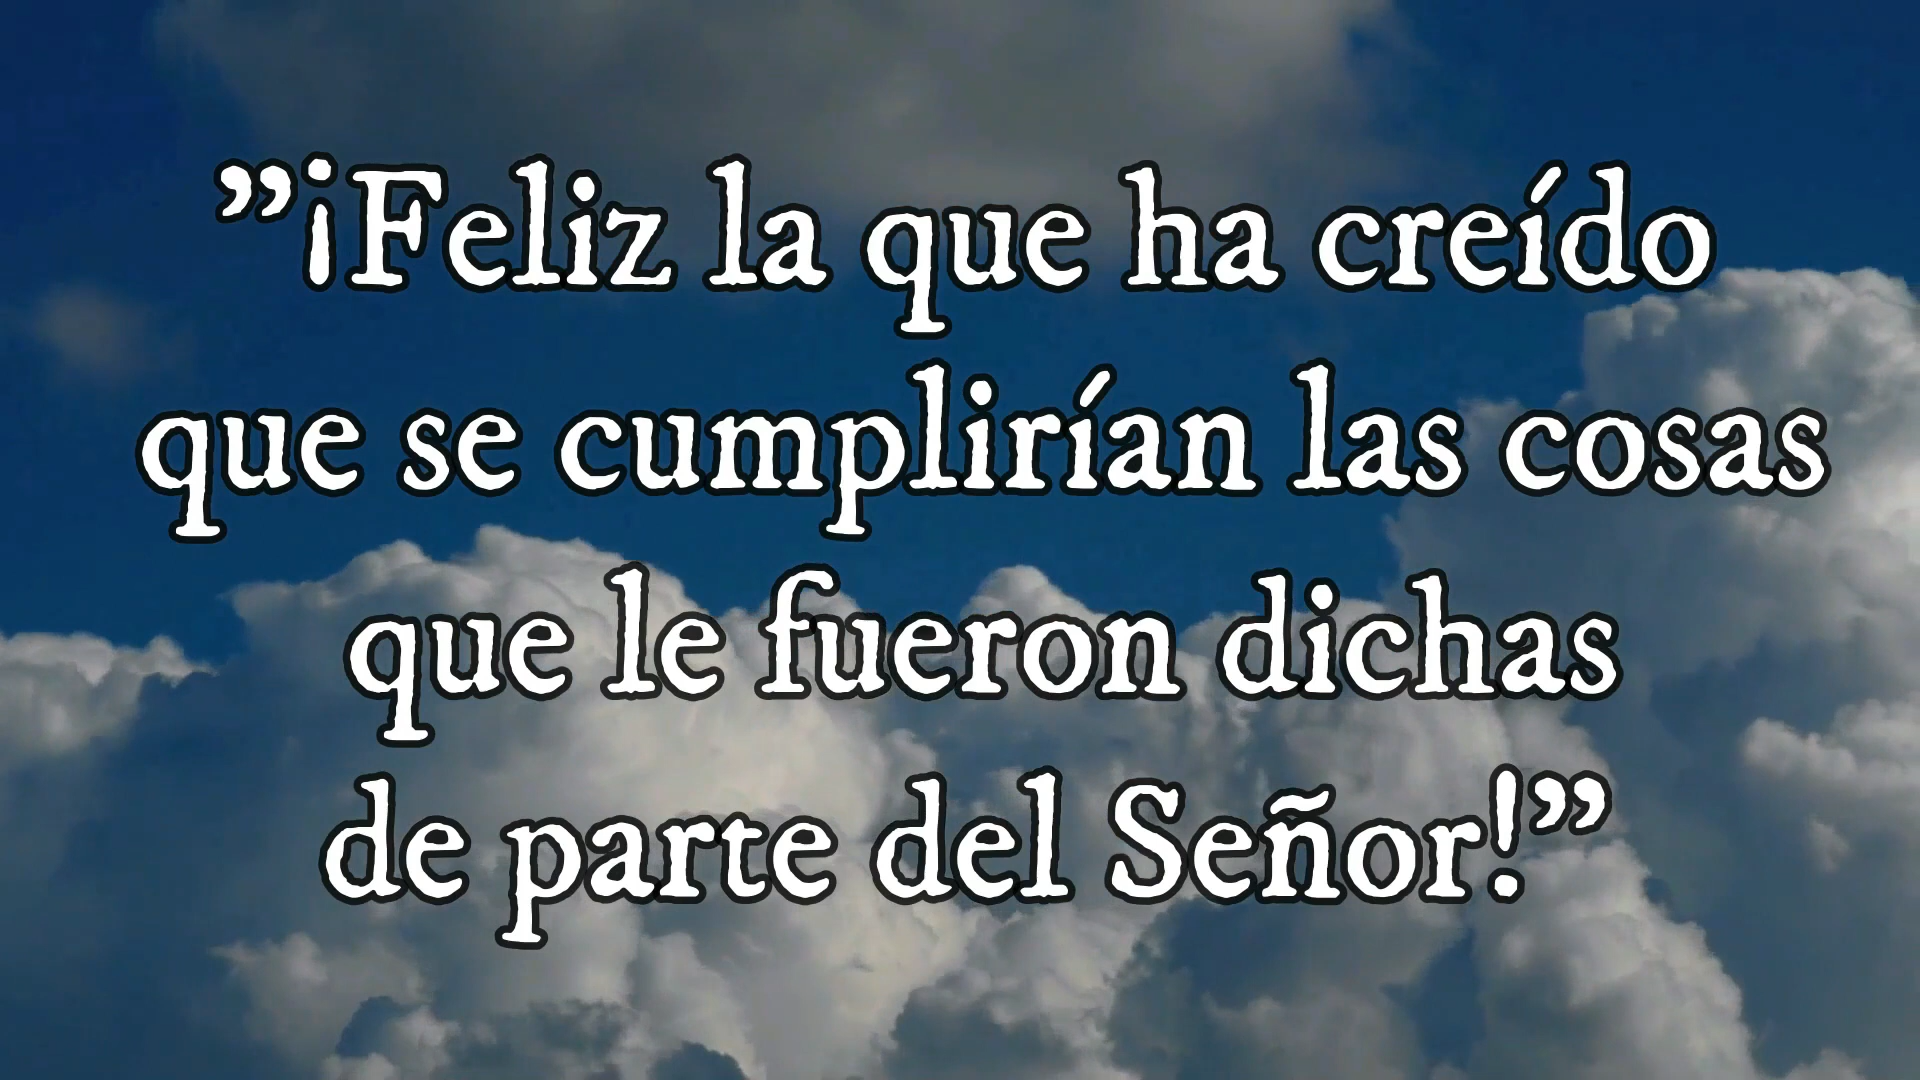 ”¡Feliz la que ha creído
que se cumplirían las cosas
que le fueron dichas
de parte del Señor!”